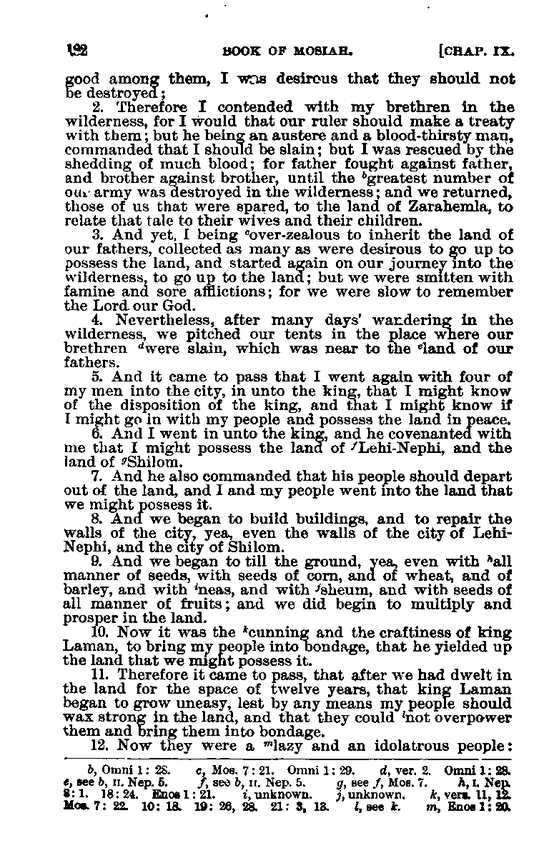 192 BOOK OF MOSIAH. [CHAP. IX.
good among them, I was desirous that they should not
be destroyed;
2. Therefore I contended with my brethren in the
wilderness, for I would that our ruler should make a treaty
with them; but he being an austere and a blood-thirsty man,
commanded that I should be slain; but I was rescued by the
shedding of much blood; for father fought against father,
and brother against brother, until the ᵇgreatest number of
our army was destroyed in the wilderness; and we returned,
those of us that were spared, to the land of Zarahemla, to
relate that tale to their wives and their children.
3. And yet, I being ᶜover-zealous to inherit the land of
our fathers, collected as many as were desirous to go up to
possess the land, and started again on our journey into the
wilderness, to go up to the land; but we were smitten with
famine and sore afflictions; for we were slow to remember
the Lord our God.
4. Nevertheless, after many days' wandering in the
wilderness, we pitched our tents in the place where our
brethren ᵈwere slain, which was near to the ᵉland of our
fathers.
5. And it came to pass that I went again with four of
my men into the city, in unto the king, that I might know
of the disposition of the king, and that I might know if
I might go in with my people and possess the land in peace.
6. And I went in unto the king, and he covenanted with
me that I might possess the land of ᶠLehi-Nephi, and the
land of ᵍShilom.
7. And he also commanded that his people should depart
out of the land, and I and my people went into the land that
we might possess it.
8. And we began to build buildings, and to repair the
walls of the city, yea, even the walls of the city of Lehi-
Nephi, and the city of Shilom.
9. And we began to till the ground, yea, even with ʰall
manner of seeds, with seeds of corn, and of wheat, and of
barley, and with ⁱneas, and with ʲsheum, and with seeds of
all manner of fruits; and we did begin to multiply and
prosper in the land.
10. Now it was the ᵏcunning and the craftiness of king
Laman, to bring my people into bondage, that he yielded up
the land that we might possess it.
11. Therefore it came to pass, that after we had dwelt in
the land for the space of twelve years, that king Laman
began to grow uneasy, lest by any means my people should
wax strong in the land, and that they could ˡnot overpower
them and bring them into bondage.
12. Now they were a ᵐlazy and an idolatrous people:
b, Omni 1: 28. c, Mos. 7: 21. Omni 1: 29. d, ver. 2. Omni 1: 28.
e, see b, II. Nep. 5. f, see b, II. Nep. 5. g, see f, Mos. 7. h, I. Nep.
8: 1. 18: 24. Enos 1: 21. i, unknown. j, unknown. k, vers. 11, 12.
Mos. 7: 22. 10: 18. 19: 26, 28. 21: 3, 13. l, see k. m, Enos 1: 20.